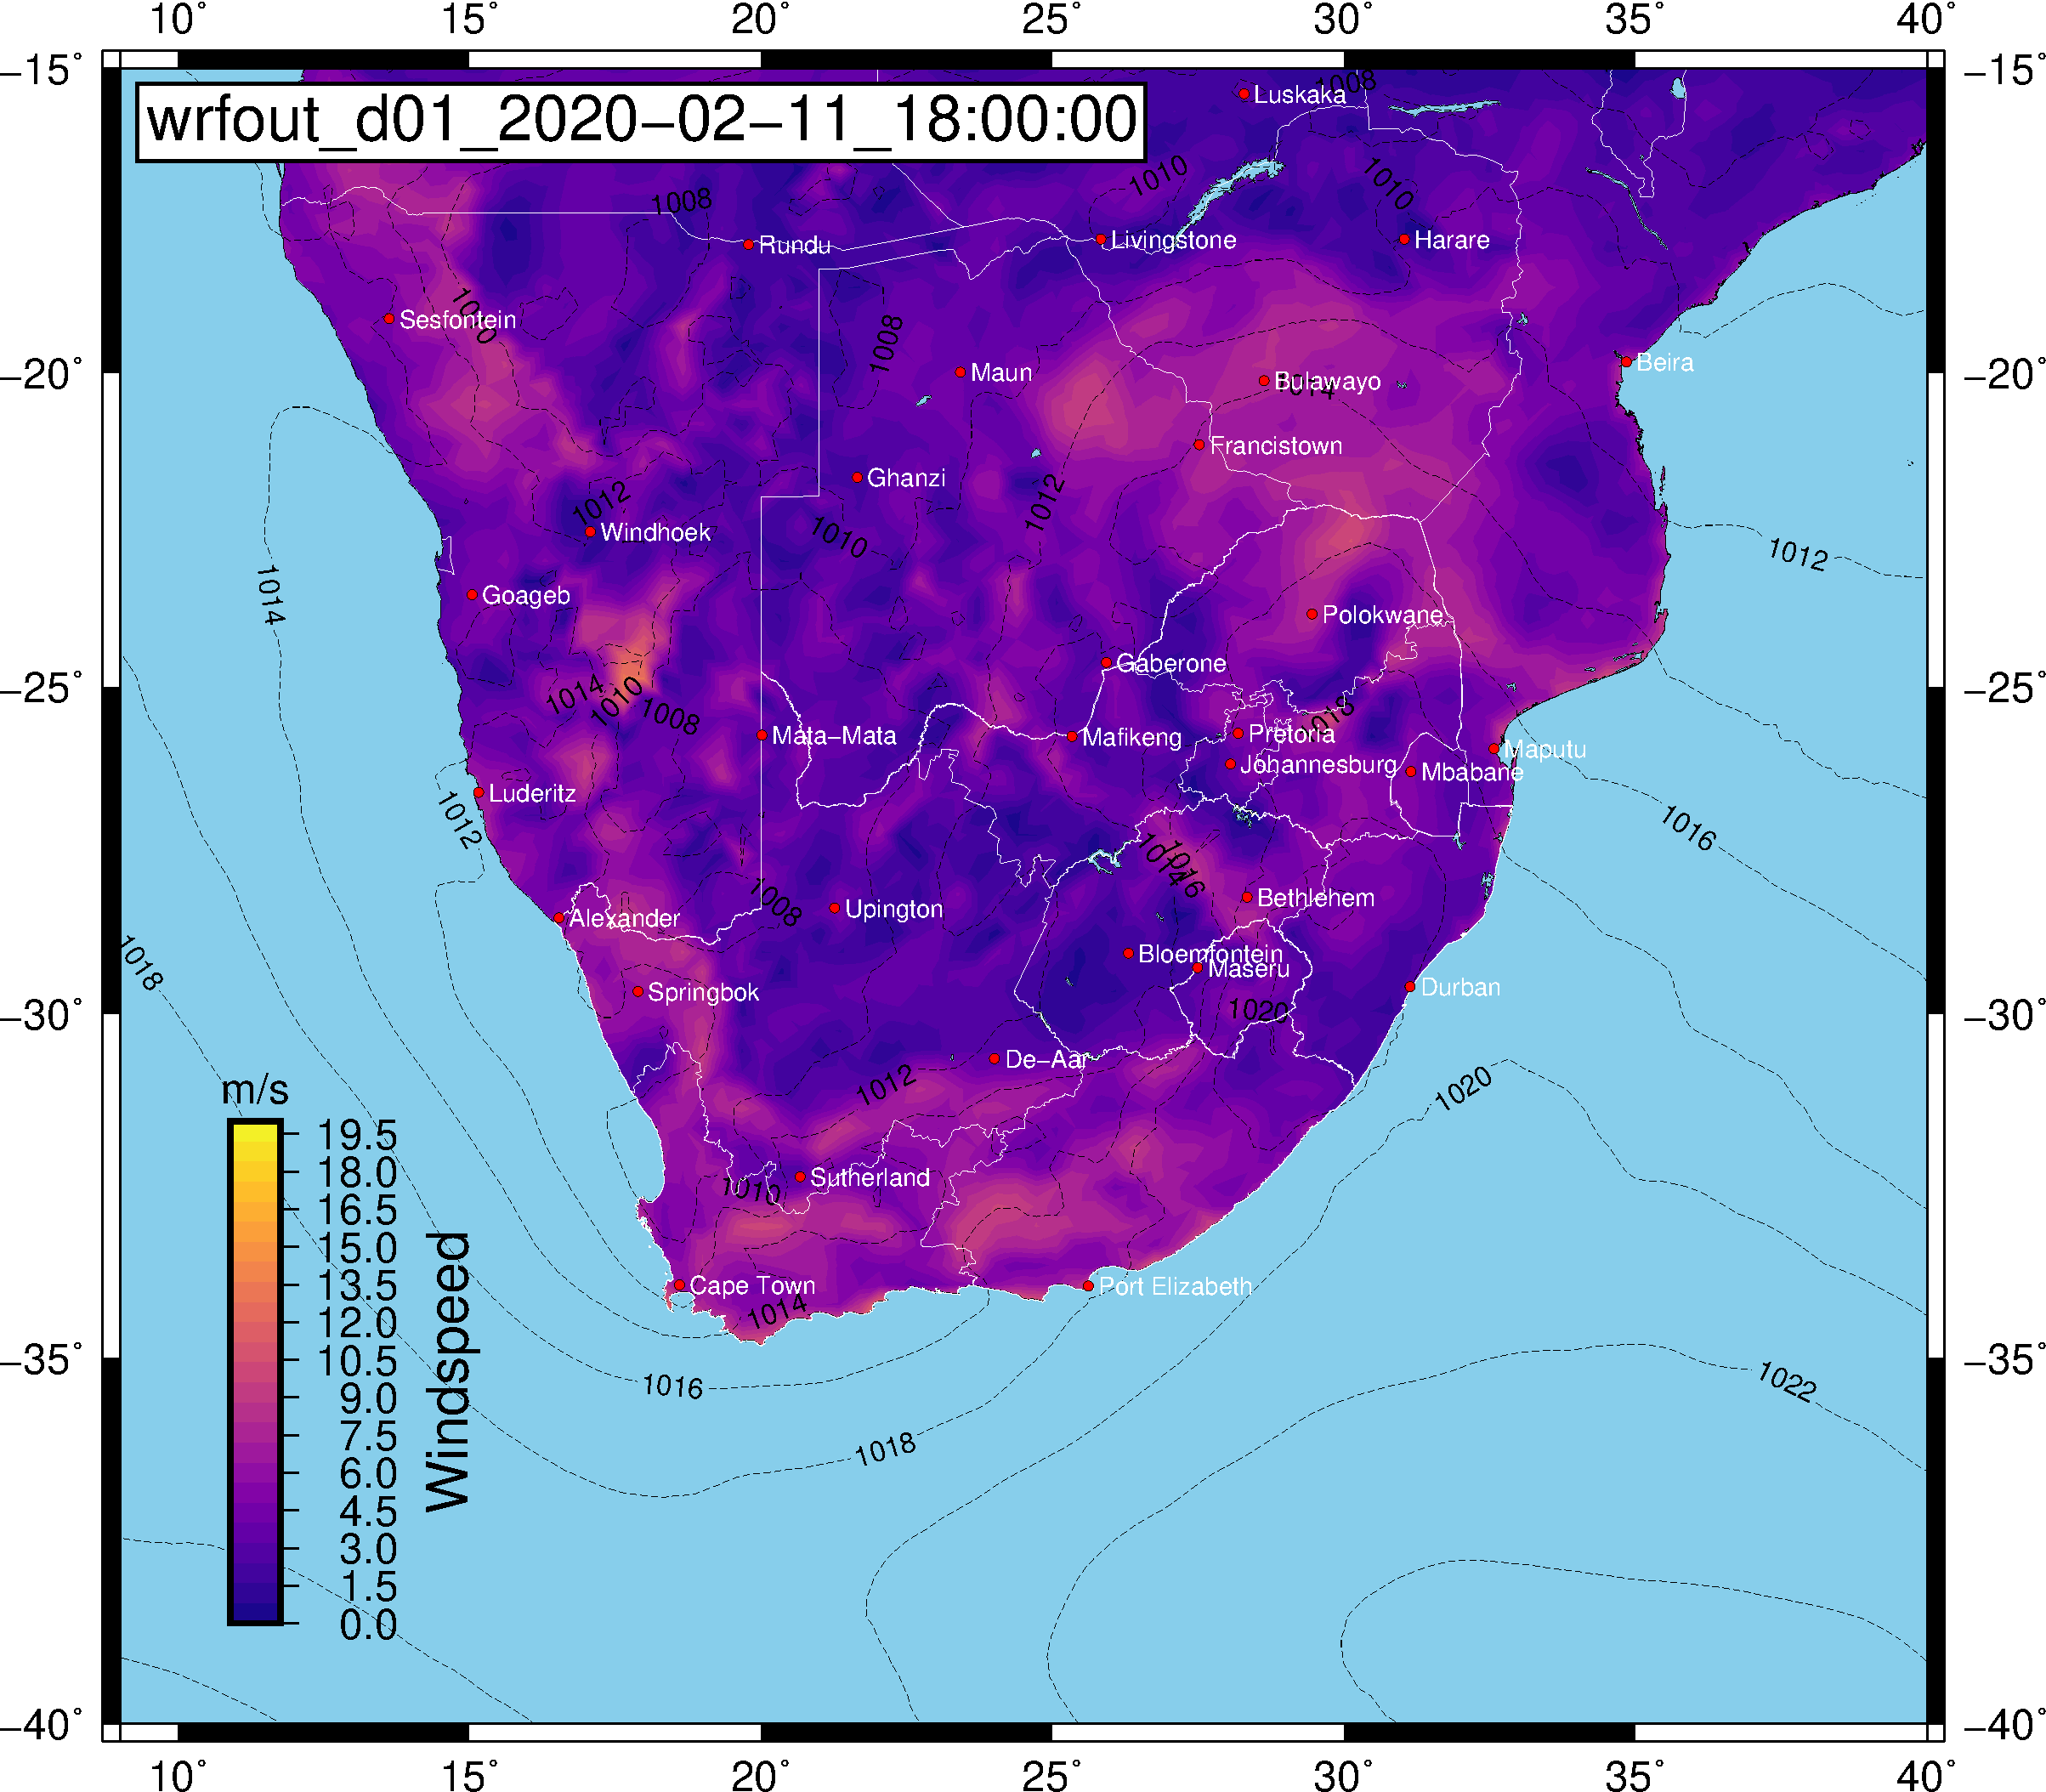 10° 15° 20° 25° 30° 35° 40°
−15° −15°
wrfout_d01_2020−02−11_18:00:00
Luskaka
1008
1010
1010
1008
Rundu
Livingstone
Harare
1010
Sesfontein
1008
Beira
−20° −20°
Maun
Bulawayo
1014
Francistown
Ghanzi
1012
1012
Windhoek
1010
1012
1014
Goageb
Polokwane
Gaberone
−25° −25°
1014
1010
1008
1018
Mata−Mata
Mafikeng
Pretoria
Johannesburg
Mbabane
Maputu
Luderitz
1012
1016
1014
1016
1008
Upington
Bethlehem
Alexander
1018
Bloemfontein
Maseru
Springbok
Durban
1020
−30° −30°
De−Aar
1012
1020
Sutherland
1010
Cape Town
Port Elizabeth
1014
−35° −35°
1016
1022
1018
m/s
19.5
18.0
16.5
15.0
13.5
12.0
10.5
9.0
7.5
6.0
4.5
3.0
1.5
0.0
Windspeed
−40° −40°
10° 15° 20° 25° 30° 35° 40°